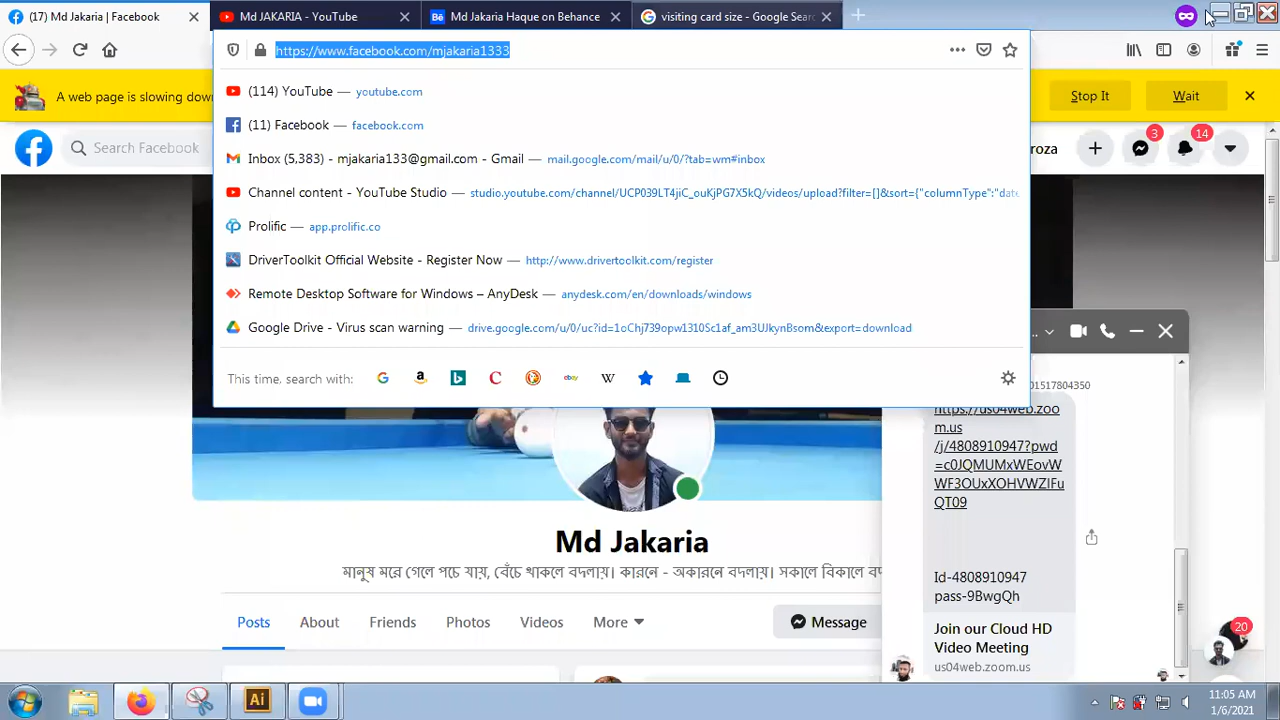 (17) Md Jakaria | Facebook
Md JAKARIA - YouTube
Md Jakaria Haque on Behance
visiting card size - Google Sear
https://www.facebook.com/mjakaria1333
A web page is slowing dow
Stop It
Wait
(114) YouTube — youtube.com
(11) Facebook — facebook.com
Inbox (5,383) - mjakaria133@gmail.com - Gmail — mail.google.com/mail/u/0/?tab=wm#inbox
Channel content - YouTube Studio — studio.youtube.com/channel/UCP039LT4jiC_ouKjPG7X5kQ/videos/upload?filter=[]&sort={"columnType":"date
Prolific — app.prolific.co
DriverToolkit Official Website - Register Now — http://www.drivertoolkit.com/register
Remote Desktop Software for Windows – AnyDesk — anydesk.com/en/downloads/windows
Google Drive - Virus scan warning — drive.google.com/u/0/uc?id=1oChj739opw1310Sc1af_am3UJkynBsom&export=download
This time, search with:
Search Facebook
roza
3
14
01517804350
https://us04web.zoo
m.us
/j/4808910947?pwd
=c0JQMUMxWEovW
WF3OUxXOHVWZIFu
QT09
Id-4808910947
pass-9BwgQh
Join our Cloud HD
Video Meeting
us04web.zoom.us
Md Jakaria
মানুষ মরে গেলে পচে যায়, বেঁচে থাকলে বদলায়। কারনে - অকারনে বদলায়। সকালে বিকালে বদ
Posts
About
Friends
Photos
Videos
More
Message
20
Ai
11:05 AM
1/6/2021